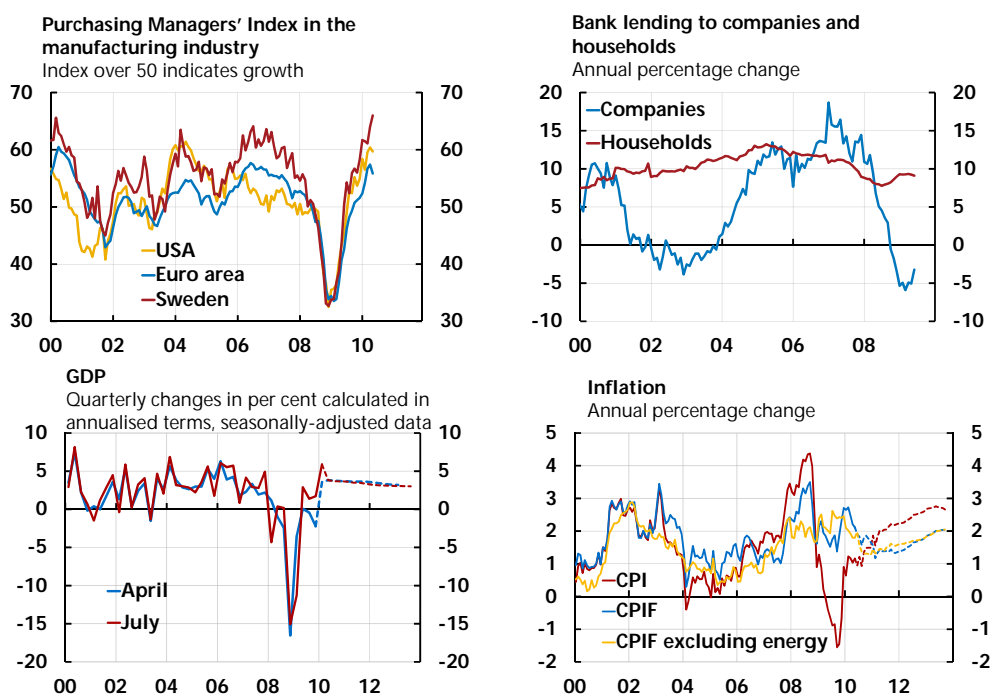 Purchasing Managers' Index in the
manufacturing industry
Index over 50 indicates growth
70
60
50
40
30
70
60
50
40
30
USA
Euro area
Sweden
00 02 04 06 08 10
Bank lending to companies and
households
Annual percentage change
20
15
10
5
0
-5
-10
20
15
10
5
0
-5
-10
Companies
Households
00 02 04 06 08
GDP
Quarterly changes in per cent calculated in
annualised terms, seasonally-adjusted data
10
5
0
-5
-10
-15
-20
10
5
0
-5
-10
-15
-20
April
July
00 02 04 06 08 10 12
Inflation
Annual percentage change
5
4
3
2
1
0
-1
-2
5
4
3
2
1
0
-1
-2
CPI
CPIF
CPIF excluding energy
00 02 04 06 08 10 12